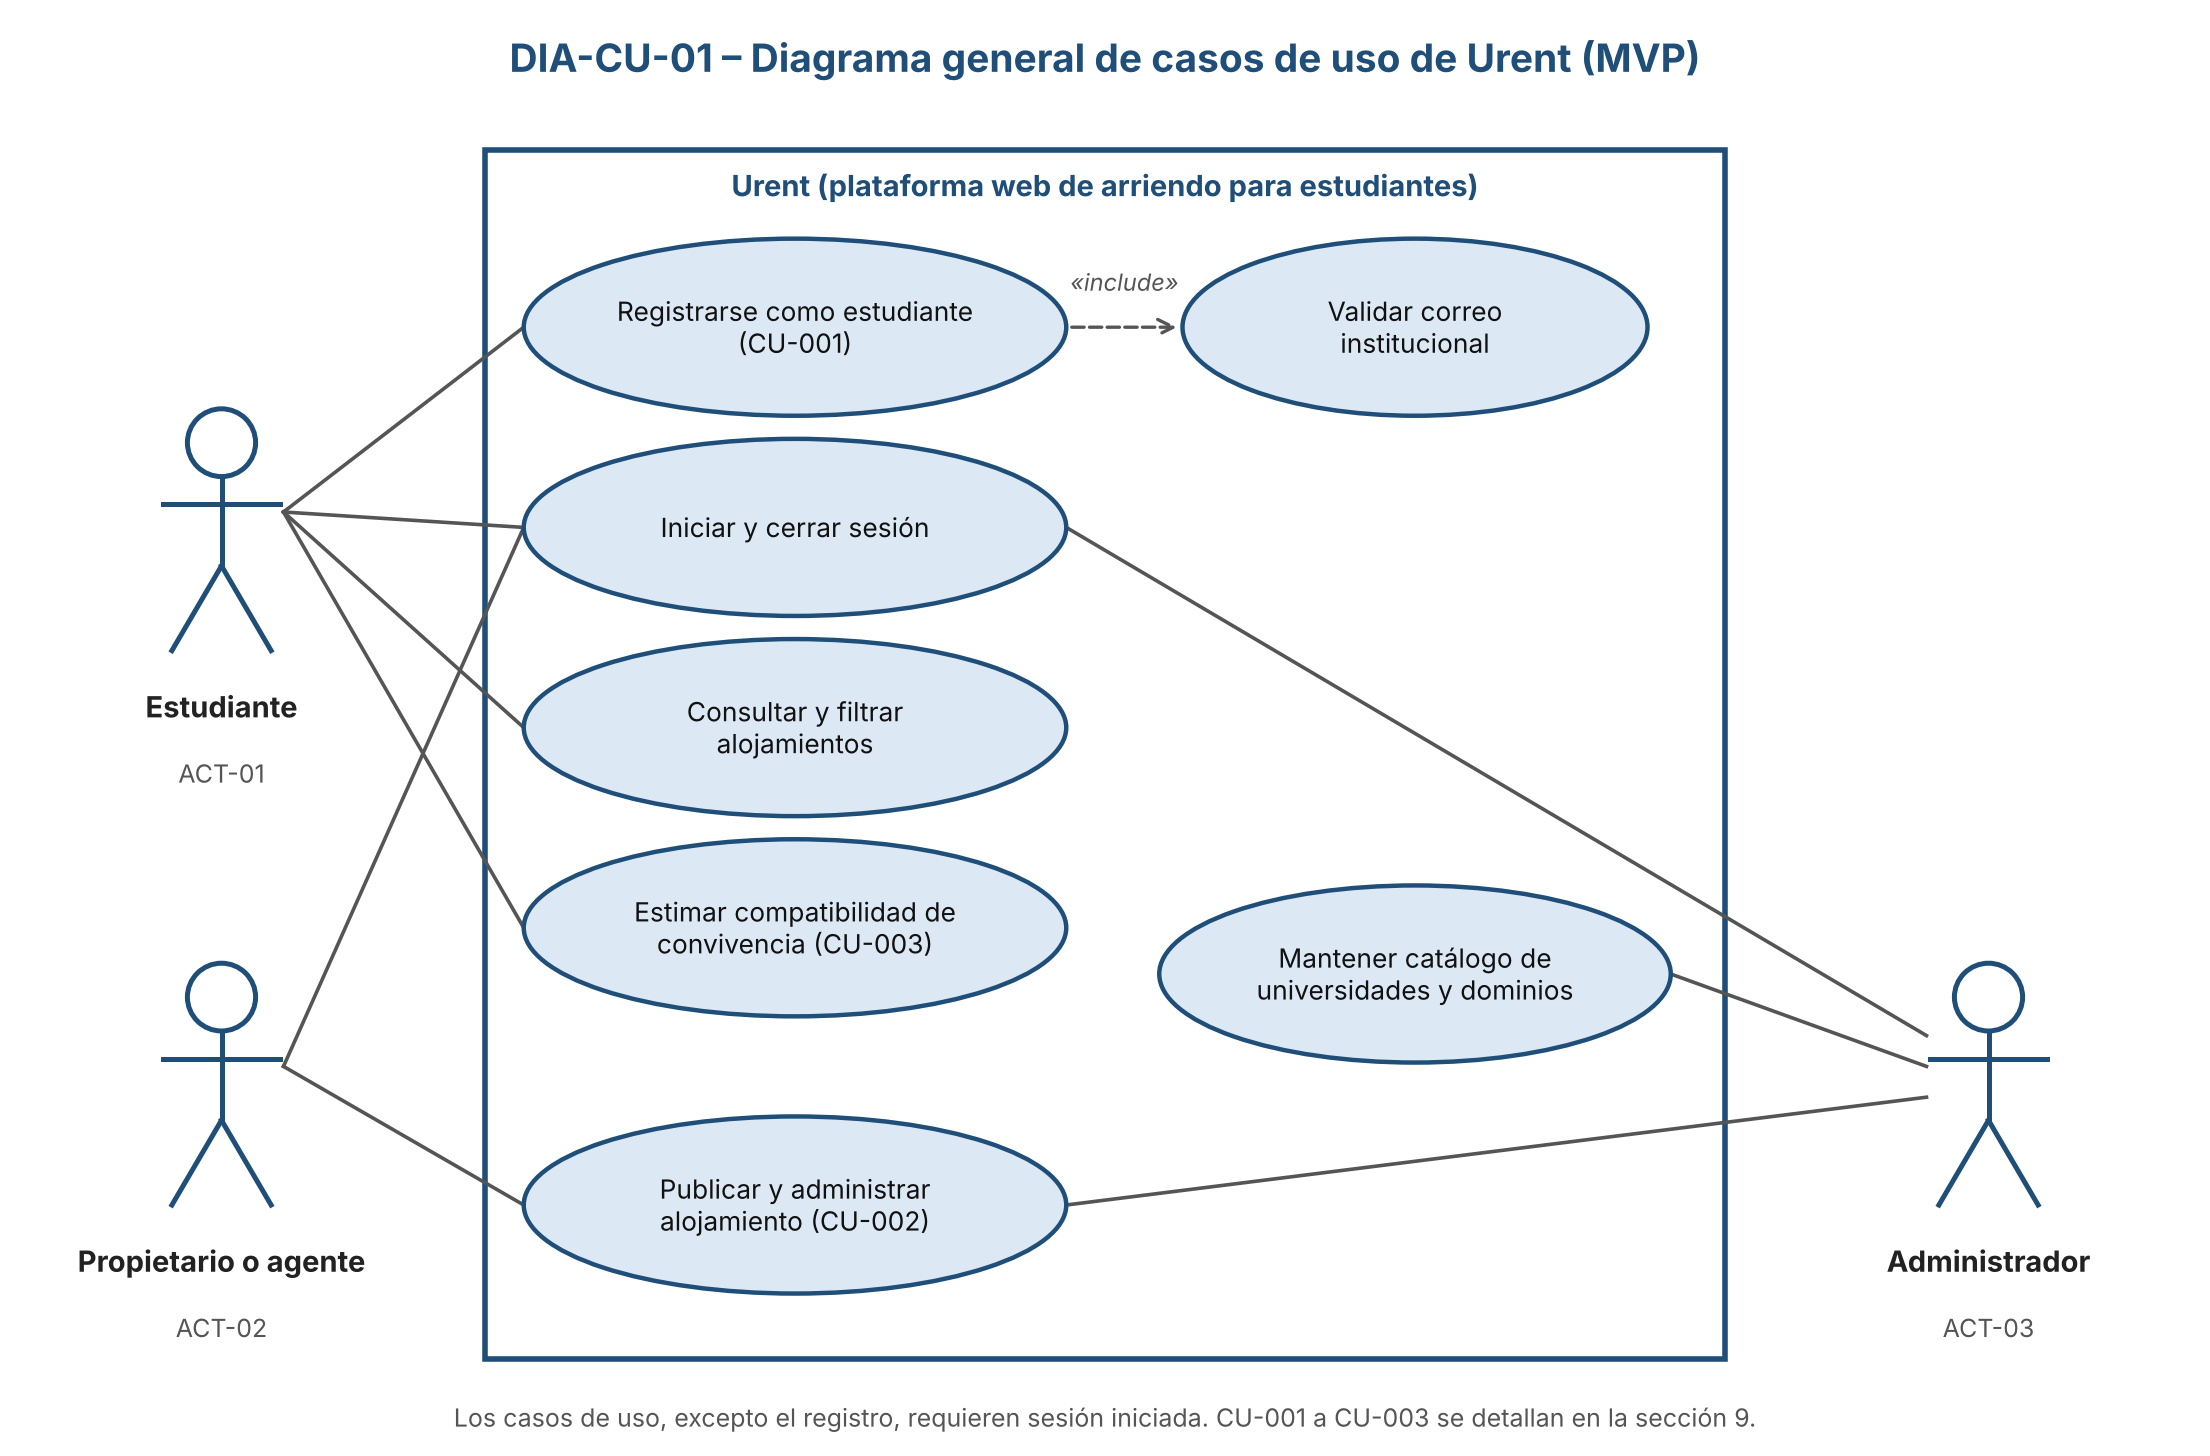 DIA-CU-01 – Diagrama general de casos de uso de Urent (MVP)
Urent (plataforma web de arriendo para estudiantes)
Registrarse como estudiante
(CU-001)
«include»
Validar correo
institucional
Iniciar y cerrar sesión
Estudiante
ACT-01
Consultar y filtrar
alojamientos
Estimar compatibilidad de
convivencia (CU-003)
Mantener catálogo de
universidades y dominios
Publicar y administrar
alojamiento (CU-002)
Propietario o agente
ACT-02
Administrador
ACT-03
Los casos de uso, excepto el registro, requieren sesión iniciada. CU-001 a CU-003 se detallan en la sección 9.